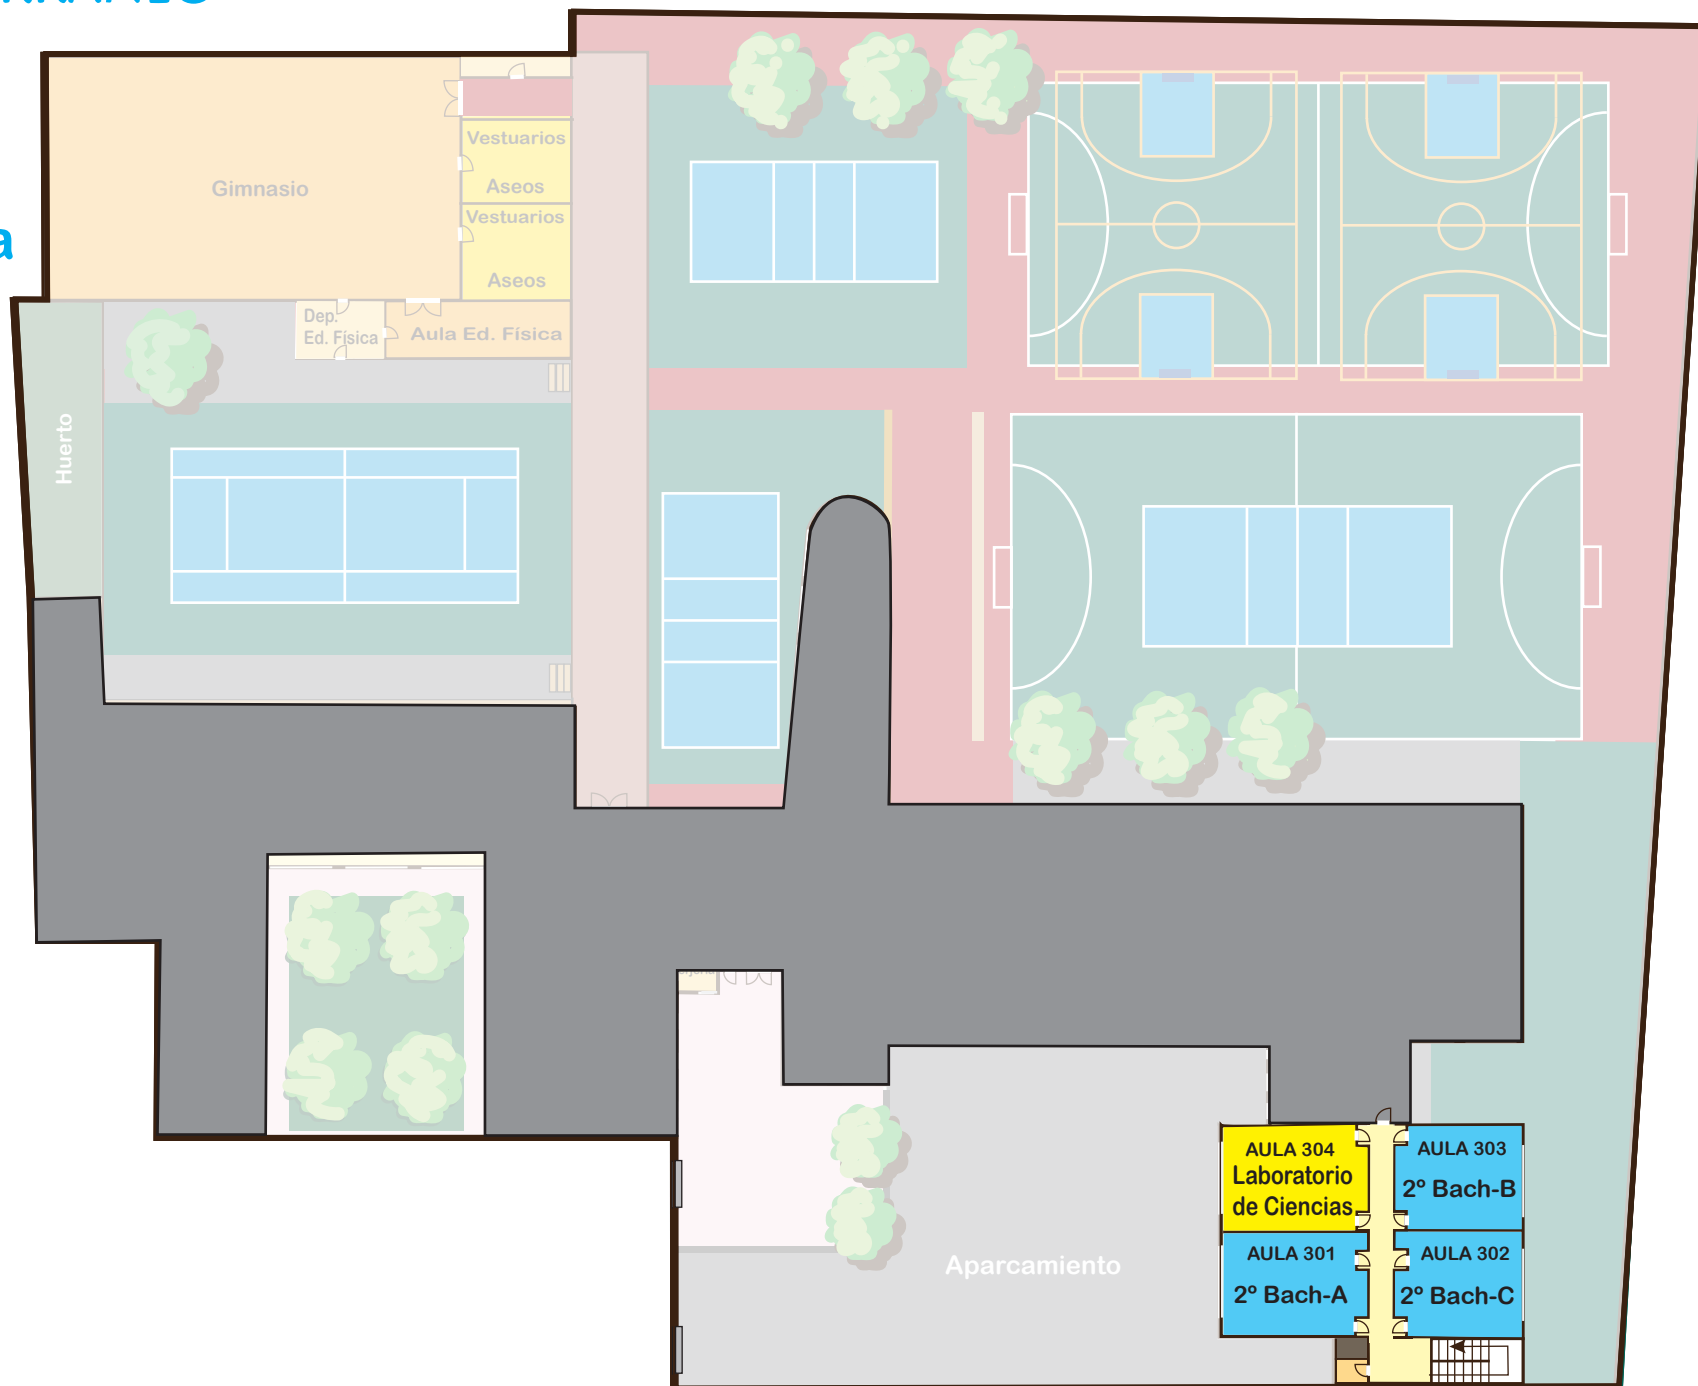 Vestuarios
Aseos
Gimnasio
Vestuarios
Aseos
Dep.
Ed. Física
Aula Ed. Física
Huerto
AULA 304
Laboratorio
de Ciencias
AULA 303
2º Bach-B
AULA 301
2º Bach-A
AULA 302
2º Bach-C
Aparcamiento